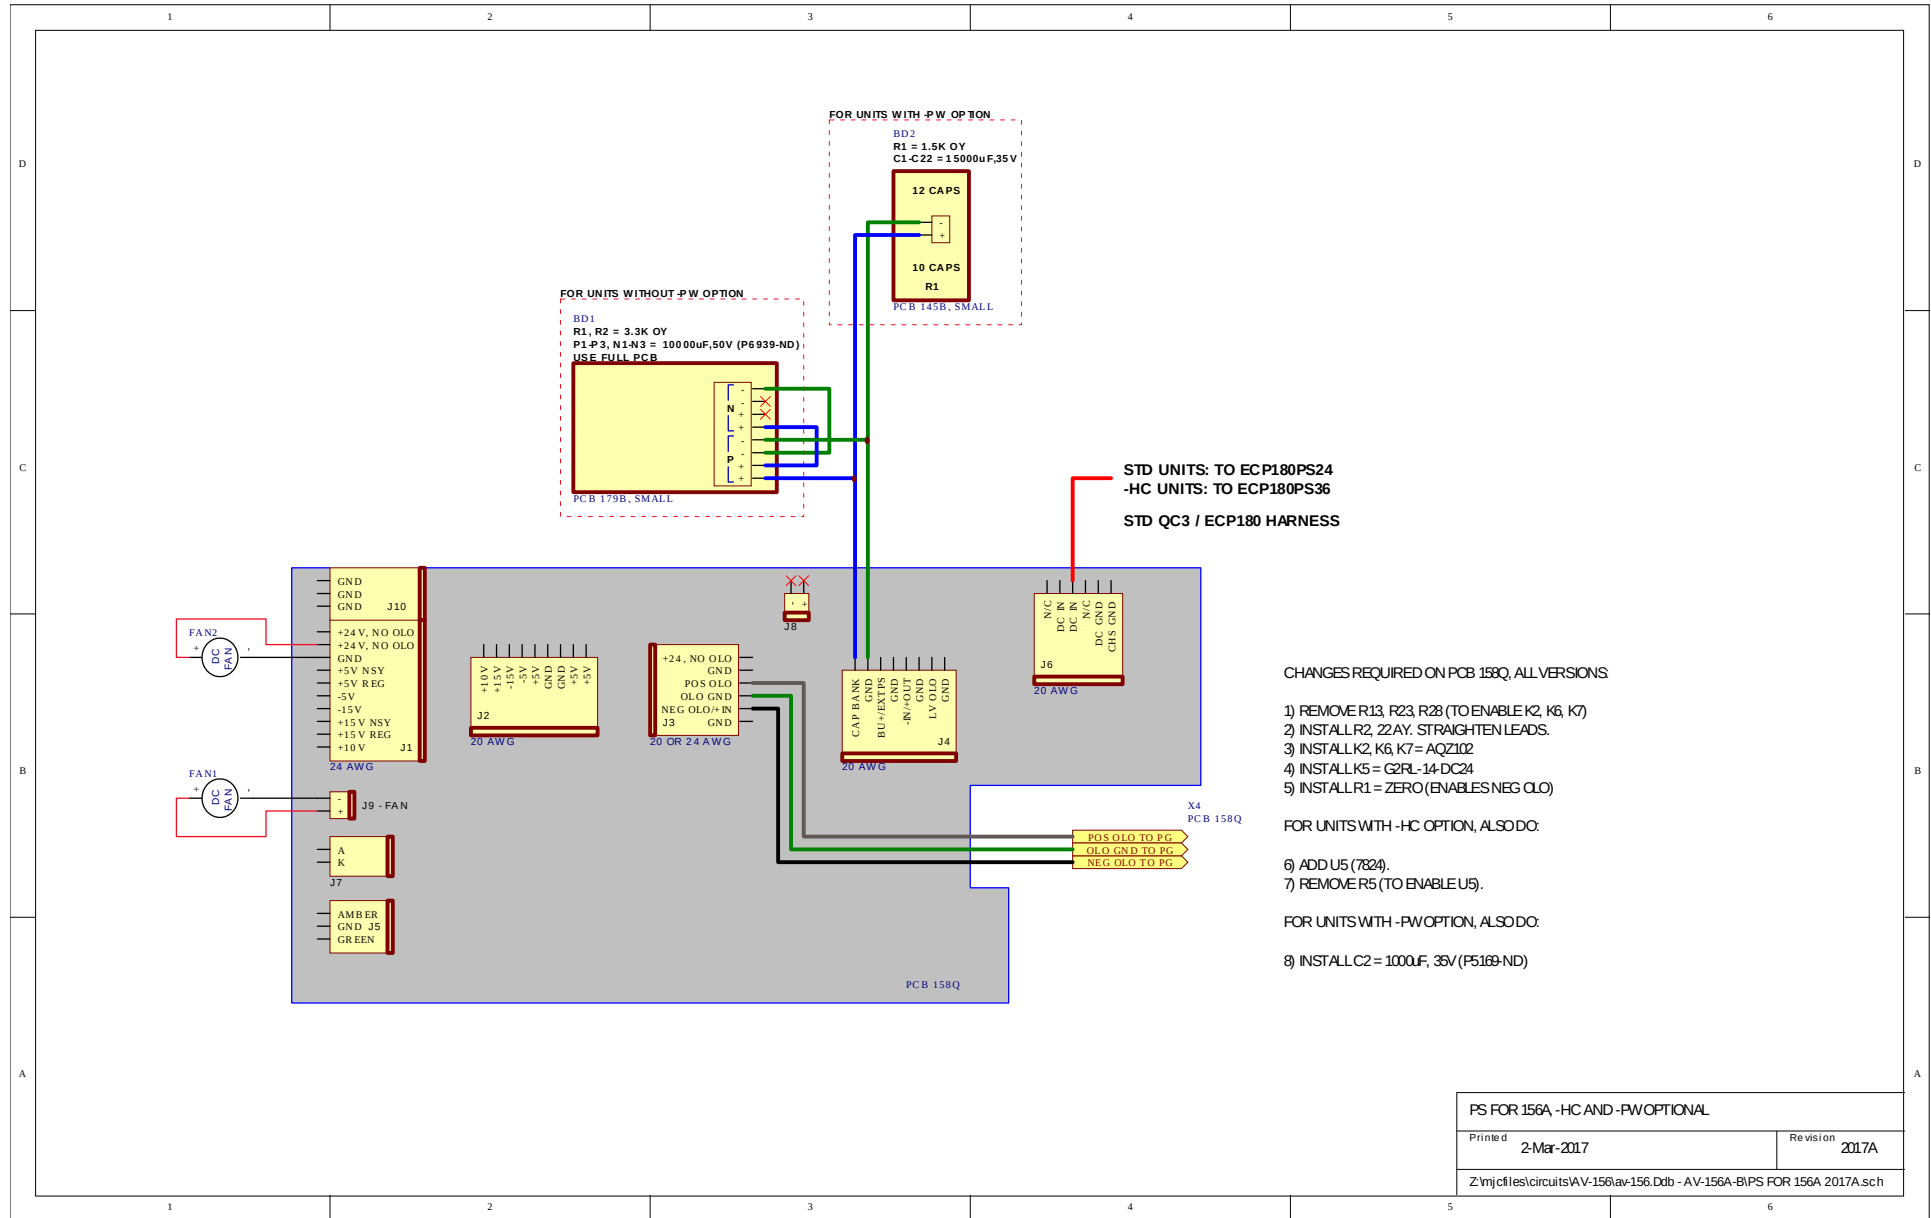 1 2 3 4 5 6
D D
C C
B B
A A
FOR UNITS WITH -PW OPTION
BD2
R1 = 1.5K OY
C1-C22 = 15000uF,35V
12 CAPS
-
+
10 CAPS
R1
PCB 145B, SMALL
FOR UNITS WITHOUT -PW OPTION
BD1
R1, R2 = 3.3K OY
P1-P3, N1-N3 = 10000uF,50V (P6939-ND)
USE FULL PCB
N
-
-
+
+
P
-
-
+
+
PCB 179B, SMALL
STD UNITS: TO ECP180PS24
-HC UNITS: TO ECP180PS36
STD QC3 / ECP180 HARNESS
GND
GND
GND
J10
+24V, NO OLO
+24V, NO OLO
GND
+5V NSY
+5V REG
-5V
-15V
+15V NSY
+15V REG
+10V
J1
24 AWG
FAN2
+ -
DC FAN
FAN1
+ -
DC FAN
-
+
J9 - FAN
A
K
J7
AMBER
GND J5
GREEN
+10V
+15V
-15V
-5V
+5V
GND
GND
+5V
+5V
J2
20 AWG
+24, NO OLO
GND
POS OLO
OLO GND
NEG OLO/+IN
GND
J3
20 OR 24 AWG
- +
J8
CAP BANK
GND
BU+/EXT PS
GND
-IN/+OUT
GND
LV OLO
GND
J4
20 AWG
N/C
DC IN
DC IN
N/C
DC GND
CHS GND
J6
20 AWG
X4
PCB 158Q
POS OLO TO PG
OLO GND TO PG
NEG OLO TO PG
PCB 158Q
CHANGES REQUIRED ON PCB 158Q, ALL VERSIONS:
1) REMOVE R13, R23, R28 (TO ENABLE K2, K6, K7)
2) INSTALL R2, 22 AY. STRAIGHTEN LEADS.
3) INSTALL K2, K6, K7 = AQZ102
4) INSTALL K5 = G2RL-14-DC24
5) INSTALL R1 = ZERO (ENABLES NEG OLO)
FOR UNITS WITH -HC OPTION, ALSO DO:
6) ADD U5 (7824).
7) REMOVE R5 (TO ENABLE U5).
FOR UNITS WITH -PW OPTION, ALSO DO:
8) INSTALL C2 = 1000uF, 35V (P5169-ND)
PS FOR 156A, -HC AND -PW OPTIONAL
Printed 2-Mar-2017
Revision 2017A
Z:\mjcfiles\circuits\AV-156\av-156.Ddb - AV-156A-B\PS FOR 156A 2017A.sch
1 2 3 4 5 6